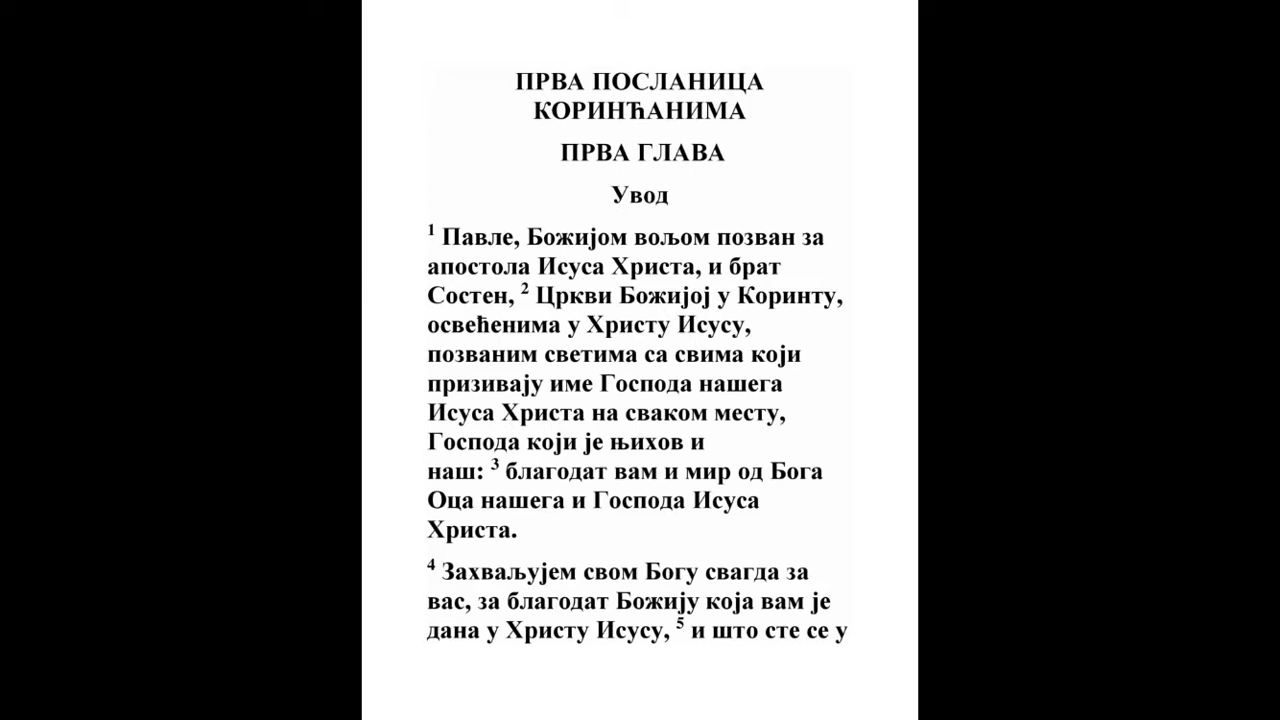 ПРВА ПОСЛАНИЦА
КОРИНЋАНИМА
ПРВА ГЛАВА
Увод
1 Павле, Божијом вољом позван за
апостола Исуса Христа, и брат
Состен, 2 Цркви Божијој у Коринту,
освећенима у Христу Исусу,
позваним светима са свима који
призивају име Господа нашега
Исуса Христа на сваком месту,
Господа који је њихов и
наш: 3 благодат вам и мир од Бога
Оца нашега и Господа Исуса
Христа.
4 Захваљујем свом Богу свагда за
вас, за благодат Божију која вам је
дана у Христу Исусу, 5 и што сте се у